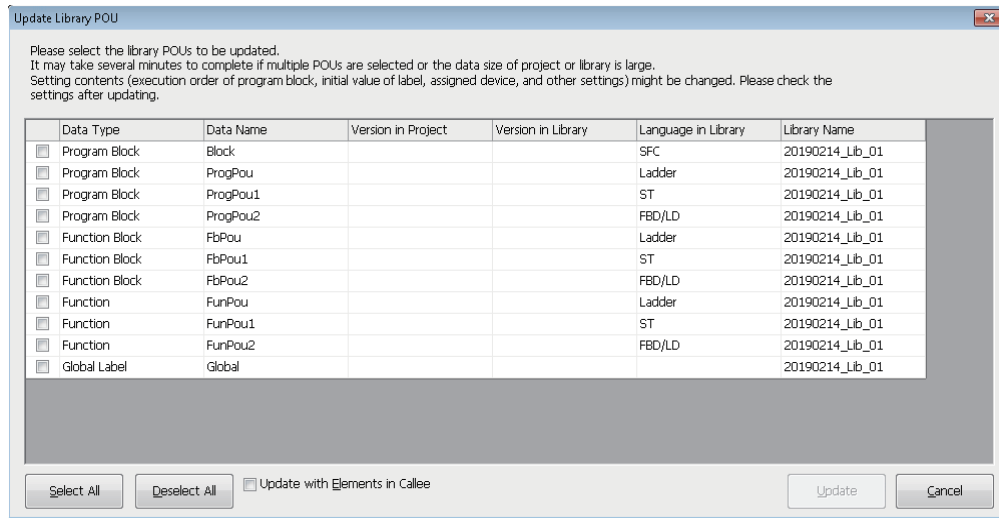 Update Library POU
Please select the library POUs to be updated.
It may take several minutes to complete if multiple POUs are selected or the data size of project or library is large.
Setting contents (execution order of program block, initial value of label, assigned device, and other settings) might be changed. Please check the
settings after updating.
Data Type Data Name Version in Project Version in Library Language in Library Library Name
Program Block Block SFC 20190214_Lib_01
Program Block ProgPou Ladder 20190214_Lib_01
Program Block ProgPou1 ST 20190214_Lib_01
Program Block ProgPou2 FBD/LD 20190214_Lib_01
Function Block FbPou Ladder 20190214_Lib_01
Function Block FbPou1 ST 20190214_Lib_01
Function Block FbPou2 FBD/LD 20190214_Lib_01
Function FunPou Ladder 20190214_Lib_01
Function FunPou1 ST 20190214_Lib_01
Function FunPou2 FBD/LD 20190214_Lib_01
Global Label Global 20190214_Lib_01
Select All Deselect All Update with Elements in Callee Update Cancel